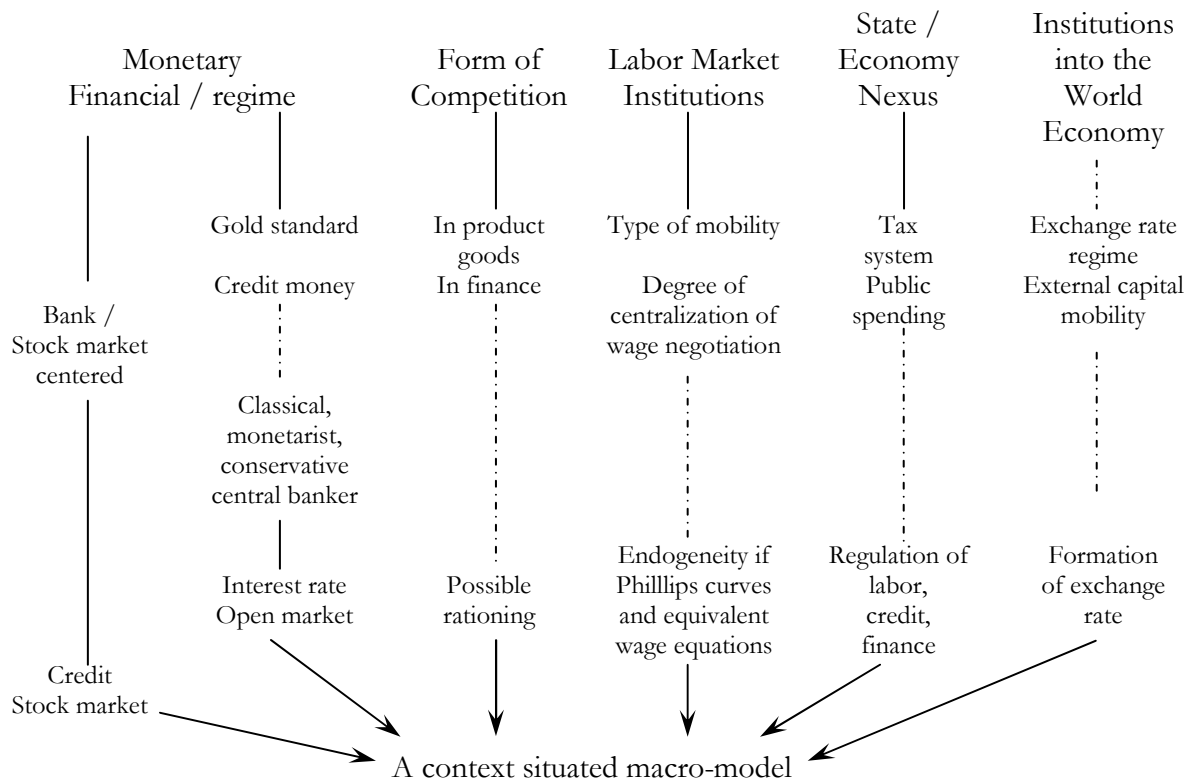 Monetary
Financial / regime
Form of
Competition
Labor Market
Institutions
State /
Economy
Nexus
Institutions
into the
World
Economy
Bank /
Stock market
centered
Credit
Stock market
Gold standard
Credit money
Classical,
monetarist,
conservative
central banker
Interest rate
Open market
In product
goods
In finance
Possible
rationing
Type of mobility
Degree of
centralization of
wage negotiation
Endogeneity if
Philllips curves
and equivalent
wage equations
Tax
system
Public
spending
Regulation of
labor,
credit,
finance
Exchange rate
regime
External capital
mobility
Formation
of exchange
rate
A context situated macro-model